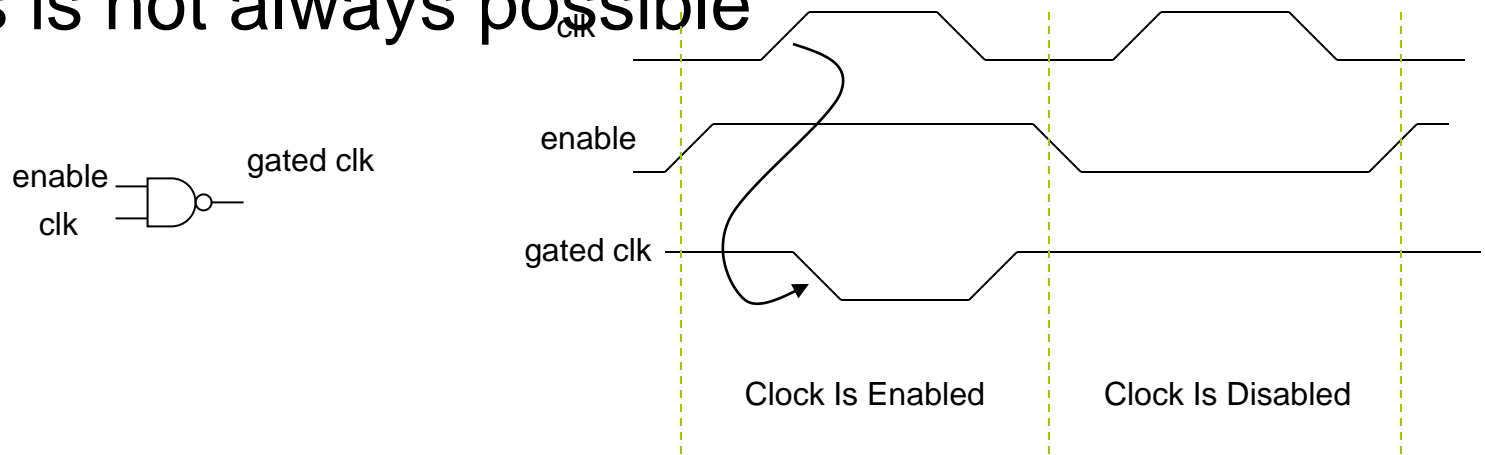 s is not always possible
clk
enable
gated clk
enable
clk
gated clk
Clock Is Enabled
Clock Is Disabled